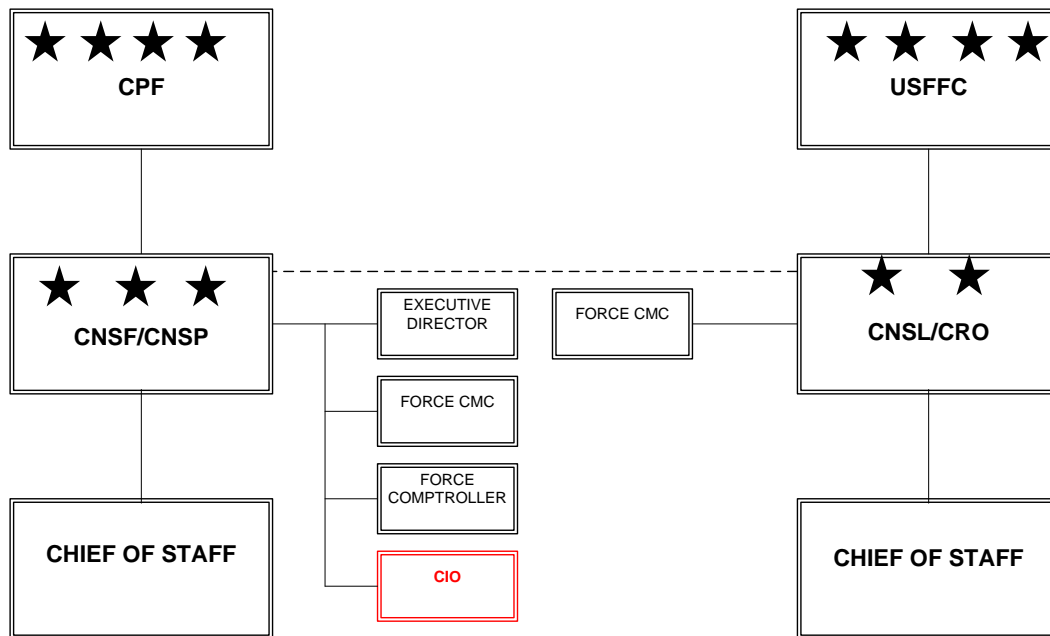 CPF
USFFC
CNSF/CNSP
EXECUTIVE
DIRECTOR
FORCE CMC
CNSL/CRO
FORCE CMC
FORCE
COMPTROLLER
CIO
CHIEF OF STAFF
CHIEF OF STAFF